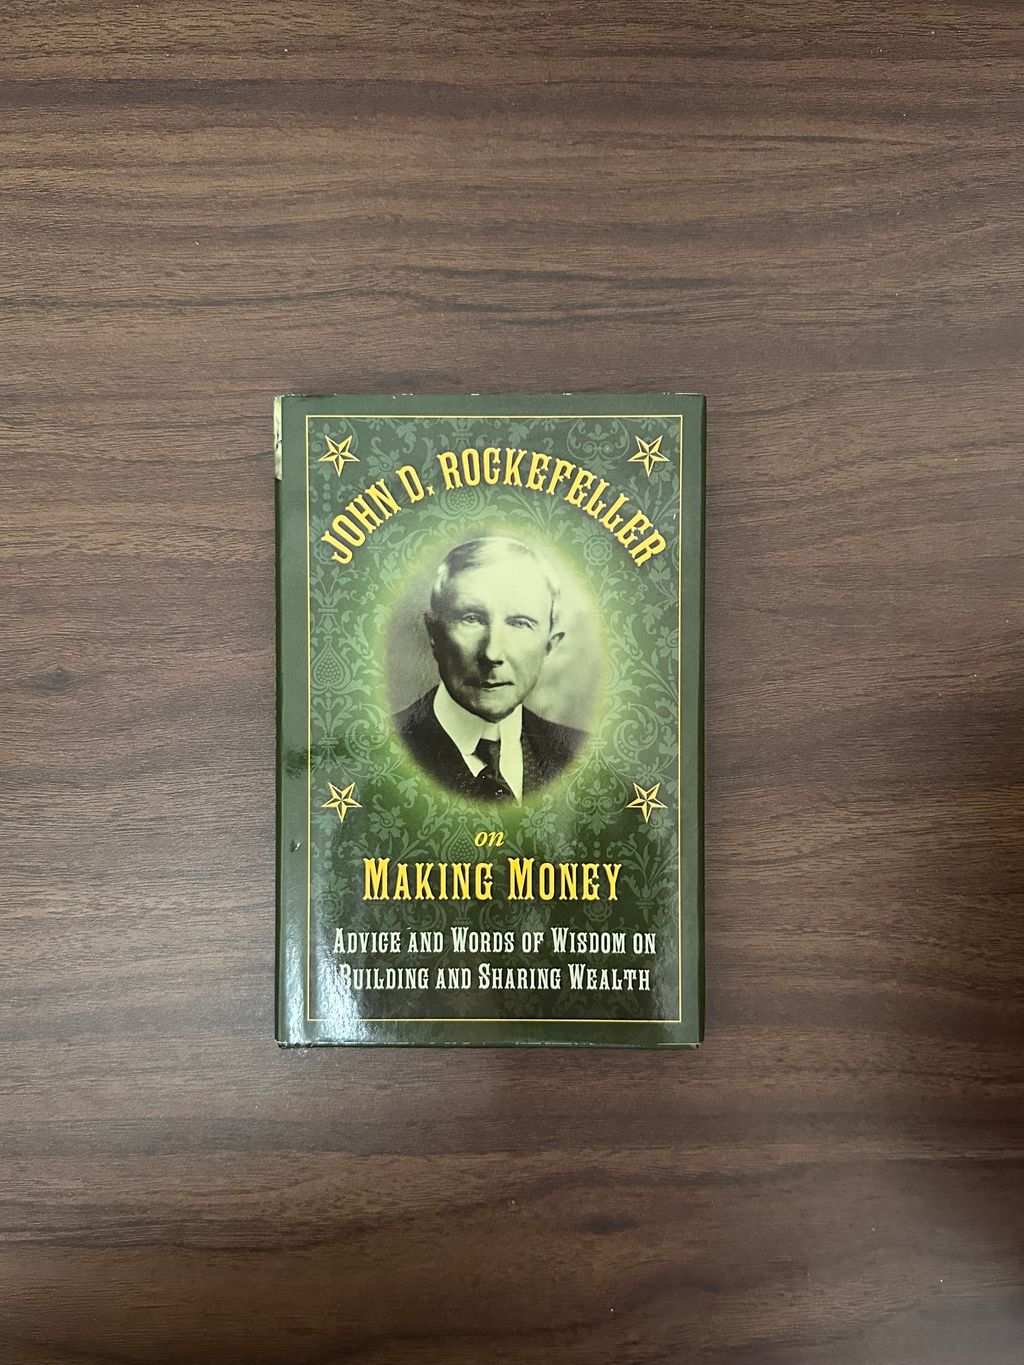 JOHN D. ROCKEFELLER
on
MAKING MONEY
ADVICE AND WORDS OF WISDOM ON
BUILDING AND SHARING WEALTH